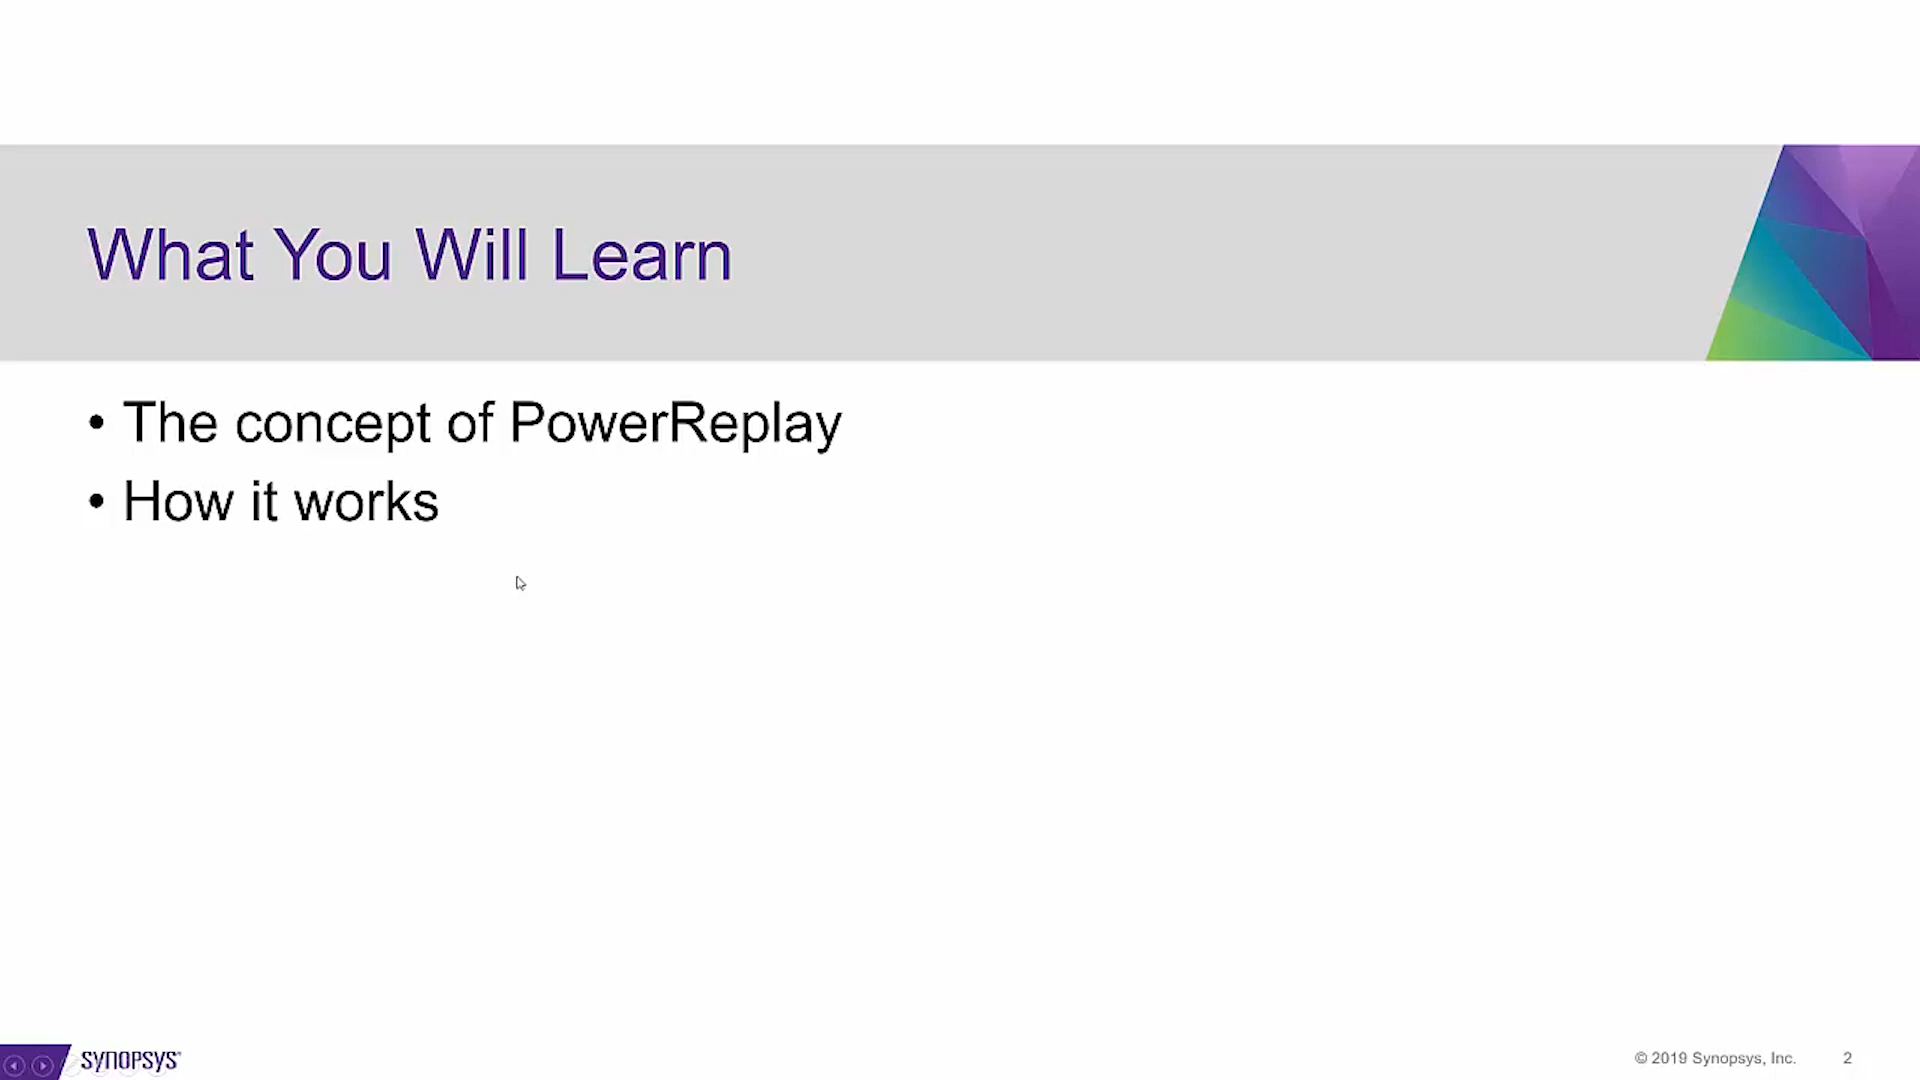 What You Will Learn
• The concept of PowerReplay
• How it works
SYNOPSYS®
© 2019 Synopsys, Inc. 2